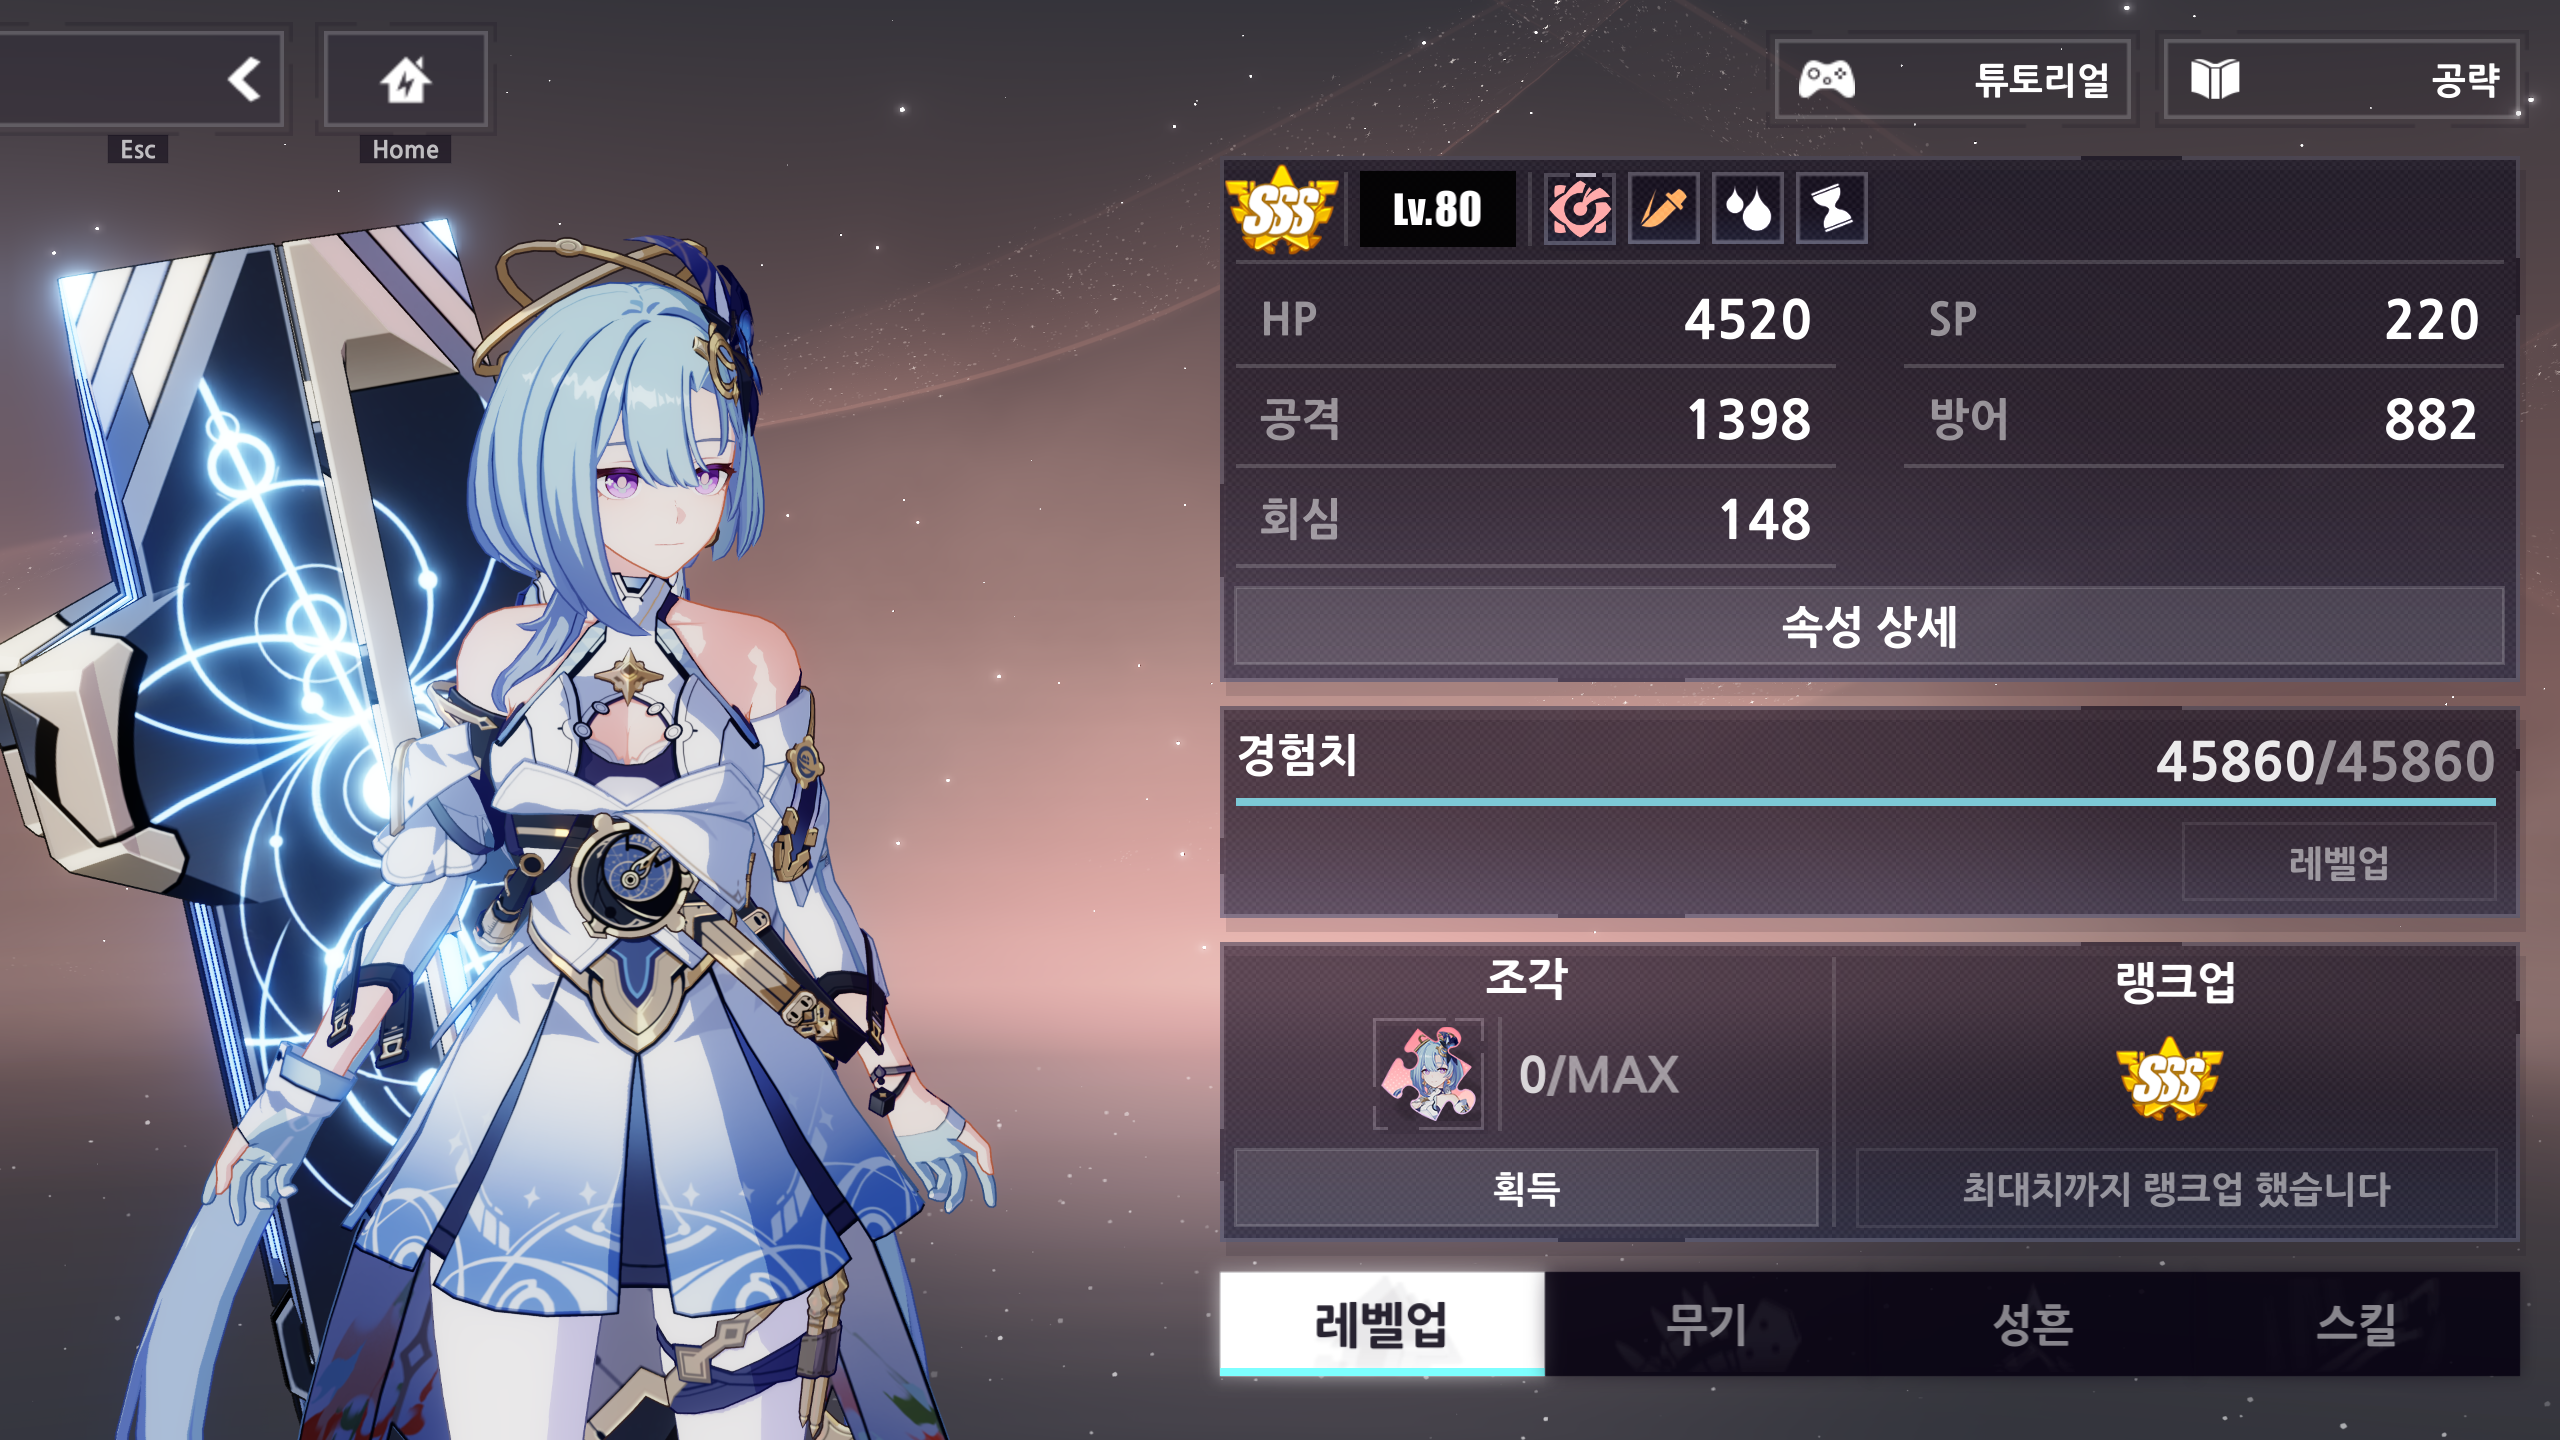 튜토리얼
공략
Esc
Home
SSS
Lv.80
HP 4520
SP 220
공격 1398
방어 882
회심 148
속성 상세
경험치
45860/45860
레벨업
조각
랭크업
0/MAX
SSS
획득
최대치까지 랭크업 했습니다
레벨업
무기
성흔
스킬